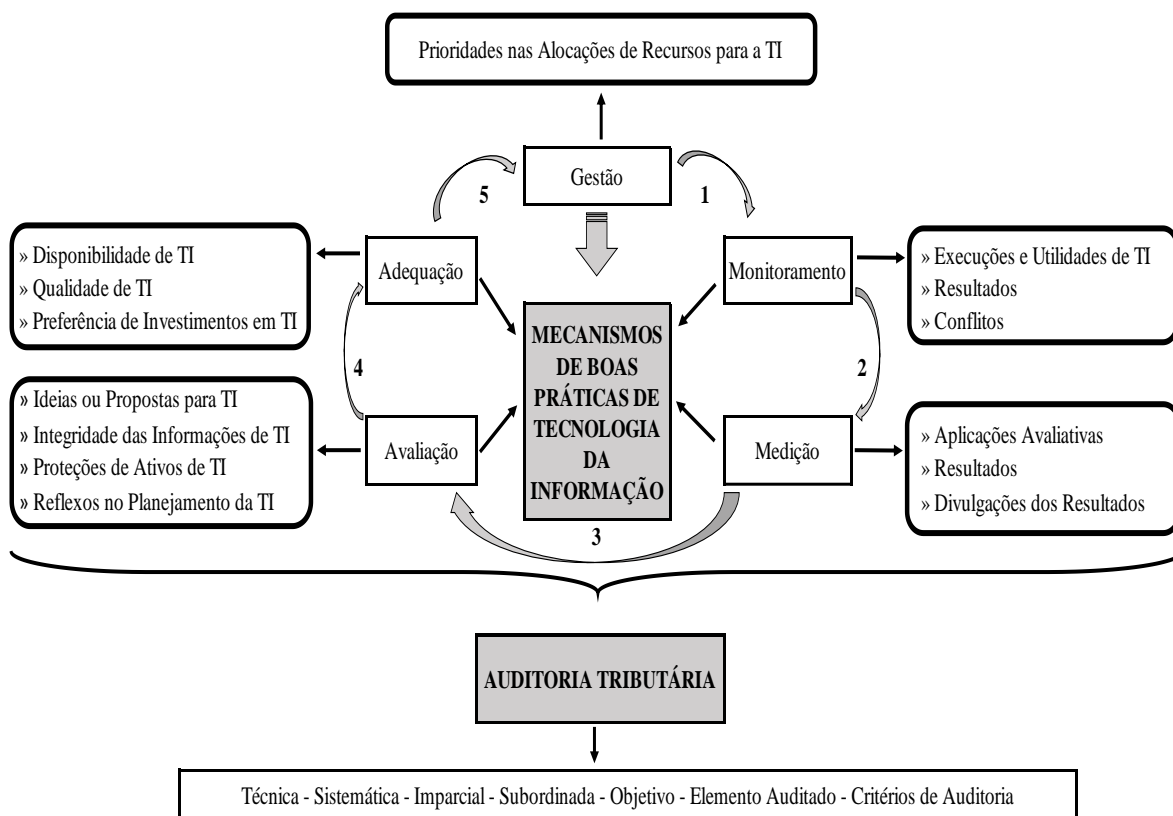 Prioridades nas Alocações de Recursos para a TI
Gestão
5
1
» Disponibilidade de TI
» Qualidade de TI
» Preferência de Investimentos em TI
Adequação
Monitoramento
» Execuções e Utilidades de TI
» Resultados
» Conflitos
MECANISMOS
DE BOAS
PRÁTICAS DE
TECNOLOGIA
DA
INFORMAÇÃO
4
2
» Ideias ou Propostas para TI
» Integridade das Informações de TI
» Proteções de Ativos de TI
» Reflexos no Planejamento da TI
Avaliação
Medição
» Aplicações Avaliativas
» Resultados
» Divulgações dos Resultados
3
AUDITORIA TRIBUTÁRIA
Técnica - Sistemática - Imparcial - Subordinada - Objetivo - Elemento Auditado - Critérios de Auditoria